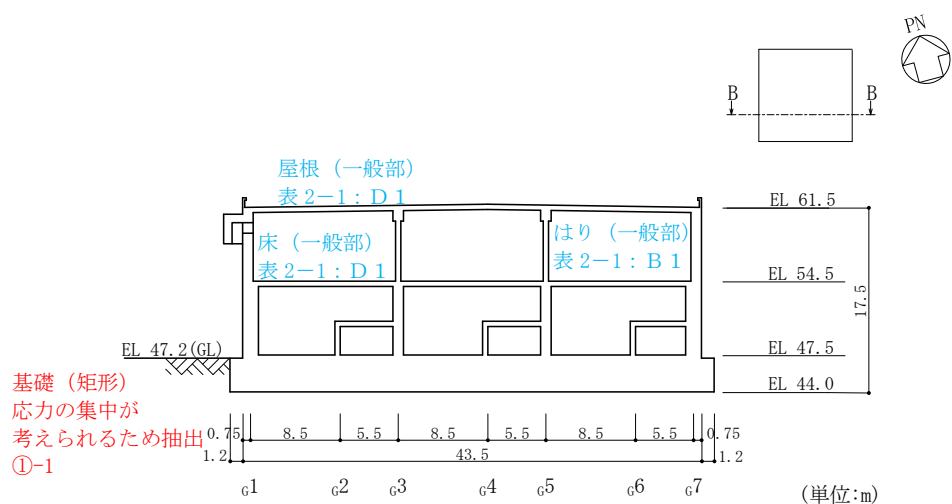 PN
B B
屋根（一般部）
表2－1：D1
EL 61.5
床（一般部）
表2－1：D1
はり（一般部）
表2－1：B1
EL 54.5
17.5
EL 47.2(GL)
EL 47.5
EL 44.0
基礎（矩形）
応力の集中が
考えられるため抽出
①-1
0.75 8.5 5.5 8.5 5.5 8.5 5.5 0.75
1.2 43.5 1.2
G1 G2 G3 G4 G5 G6 G7
(単位:m)